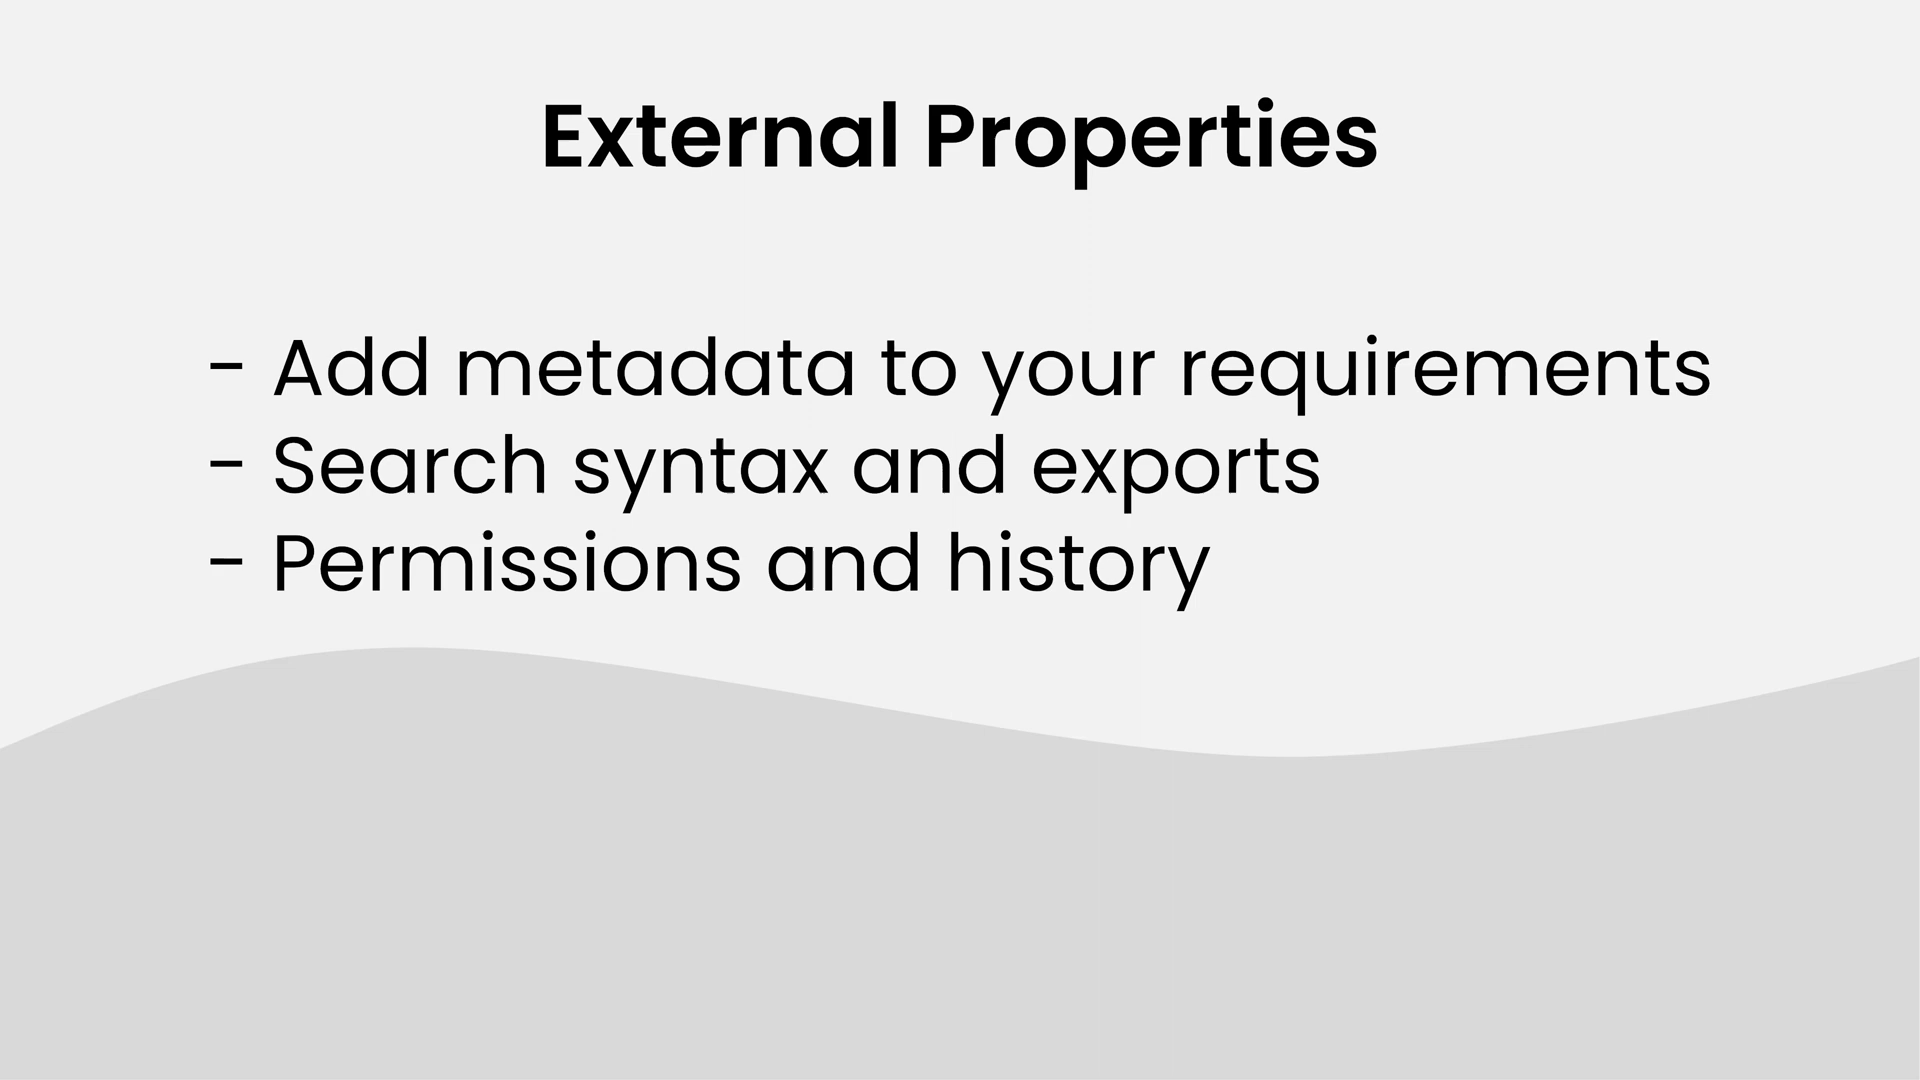 External Properties
- Add metadata to your requirements
- Search syntax and exports
- Permissions and history